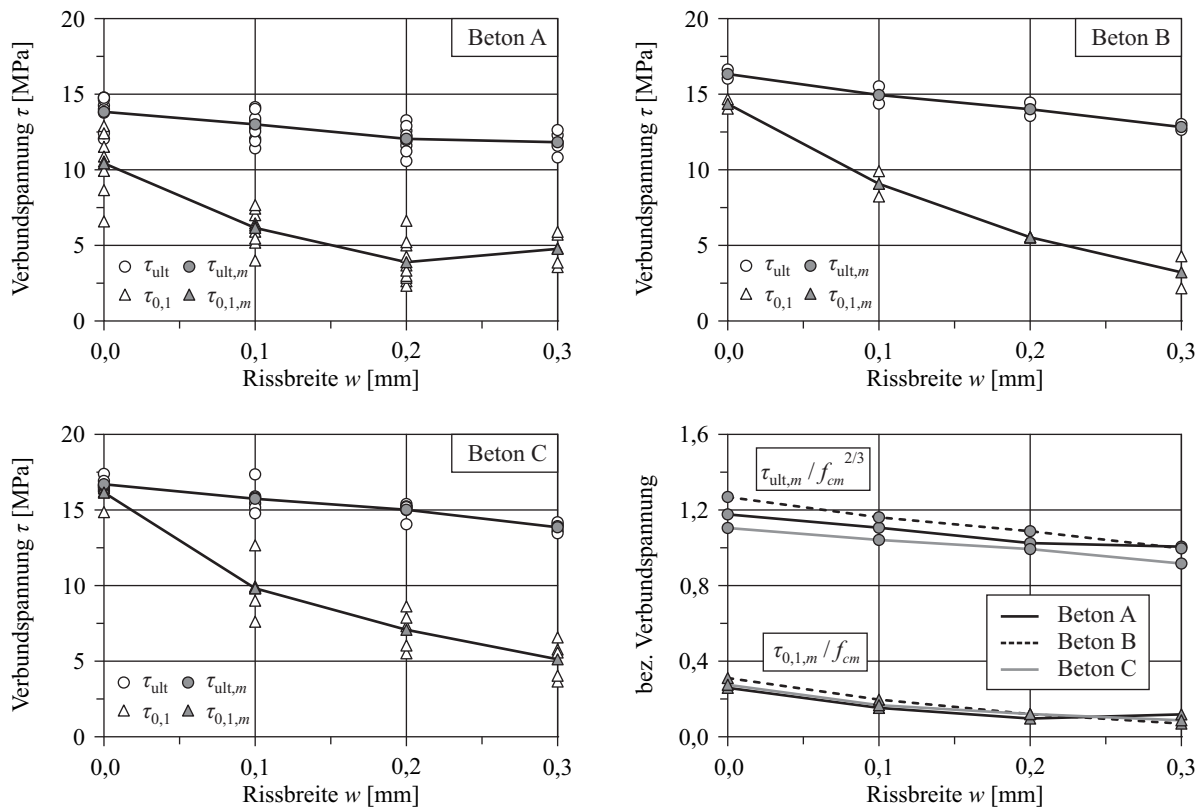 Beton A
Verbundspannung τ [MPa]
20
15
10
5
0
τult τult,m
τ0,1 τ0,1,m
0,0 0,1 0,2 0,3
Rissbreite w [mm]
Beton B
Verbundspannung τ [MPa]
20
15
10
5
0
τult τult,m
τ0,1 τ0,1,m
0,0 0,1 0,2 0,3
Rissbreite w [mm]
Beton C
Verbundspannung τ [MPa]
20
15
10
5
0
τult τult,m
τ0,1 τ0,1,m
0,0 0,1 0,2 0,3
Rissbreite w [mm]
bez. Verbundspannung
1,6
1,2
0,8
0,4
0,0
τult,m / fcm^2/3
Beton A
Beton B
Beton C
τ0,1,m / fcm
0,0 0,1 0,2 0,3
Rissbreite w [mm]